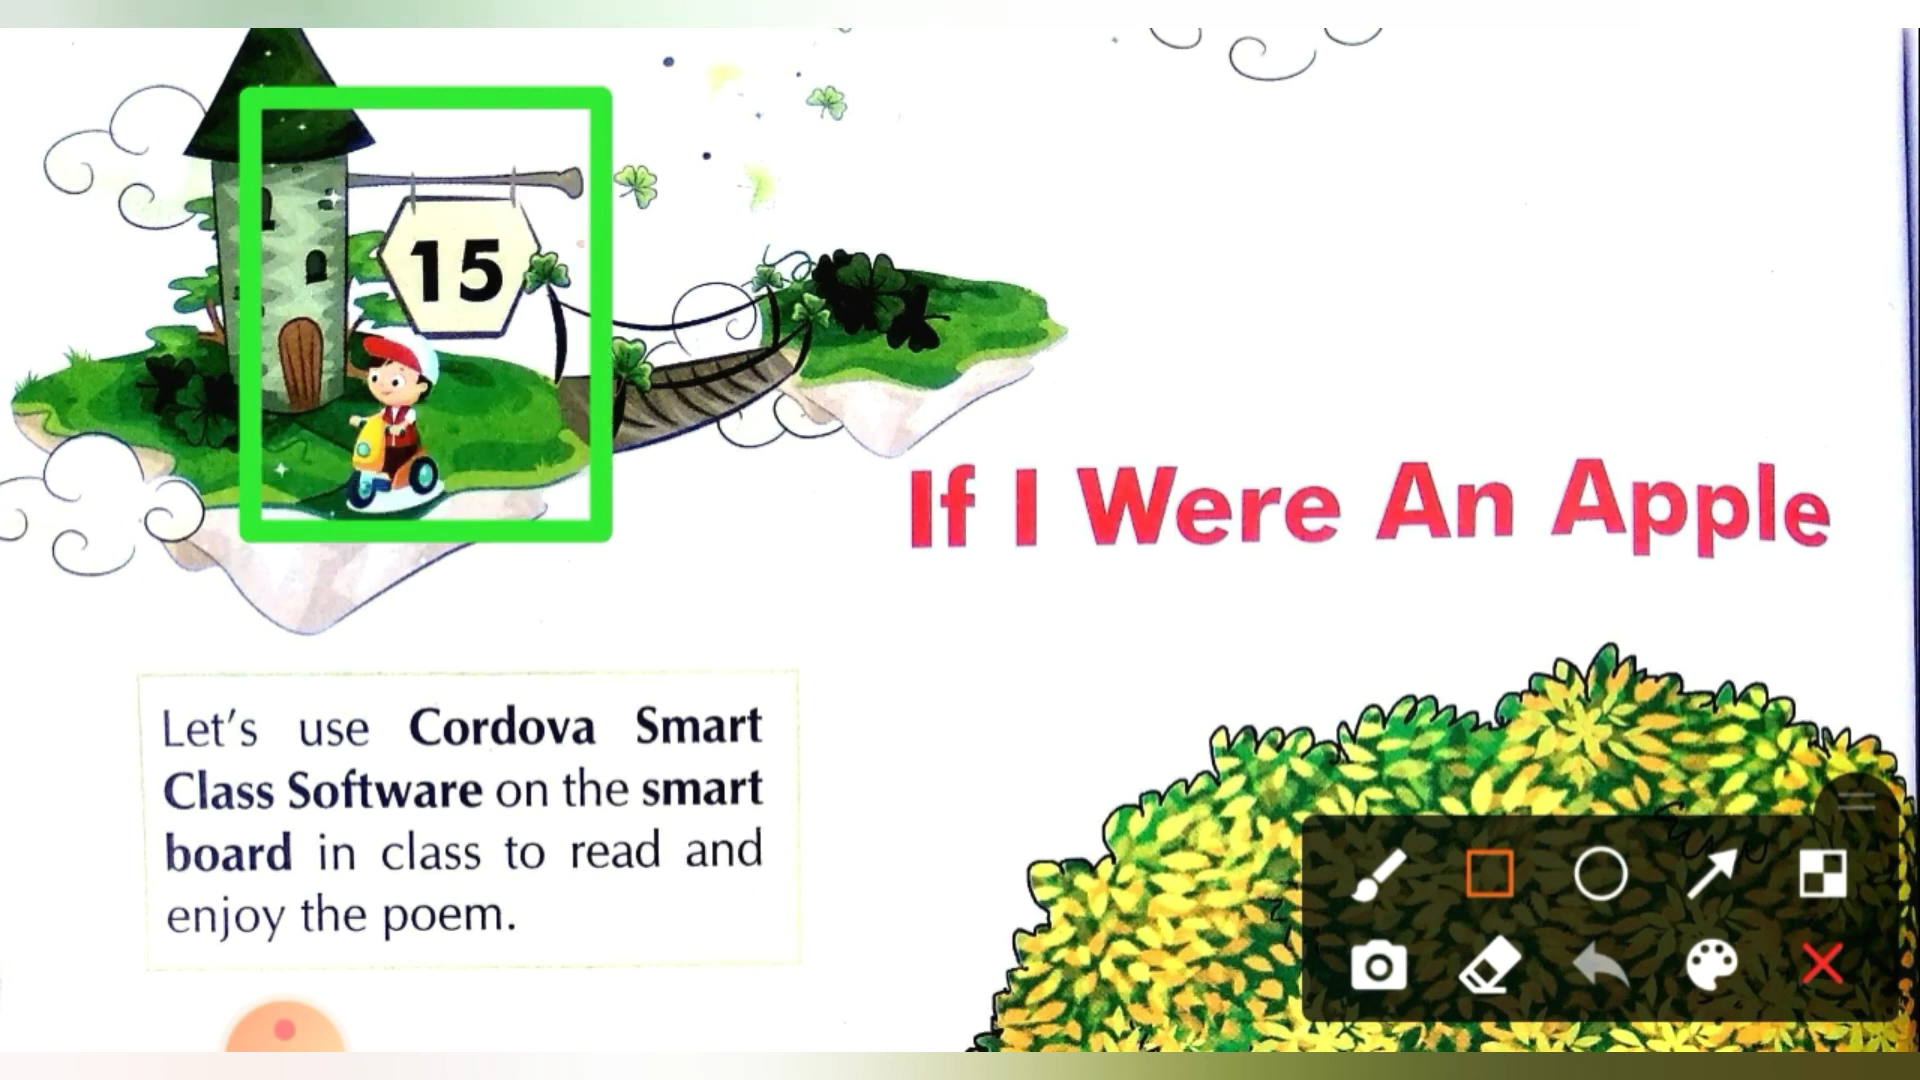 15
If I Were An Apple
Let's use Cordova Smart
Class Software on the smart
board in class to read and
enjoy the poem.